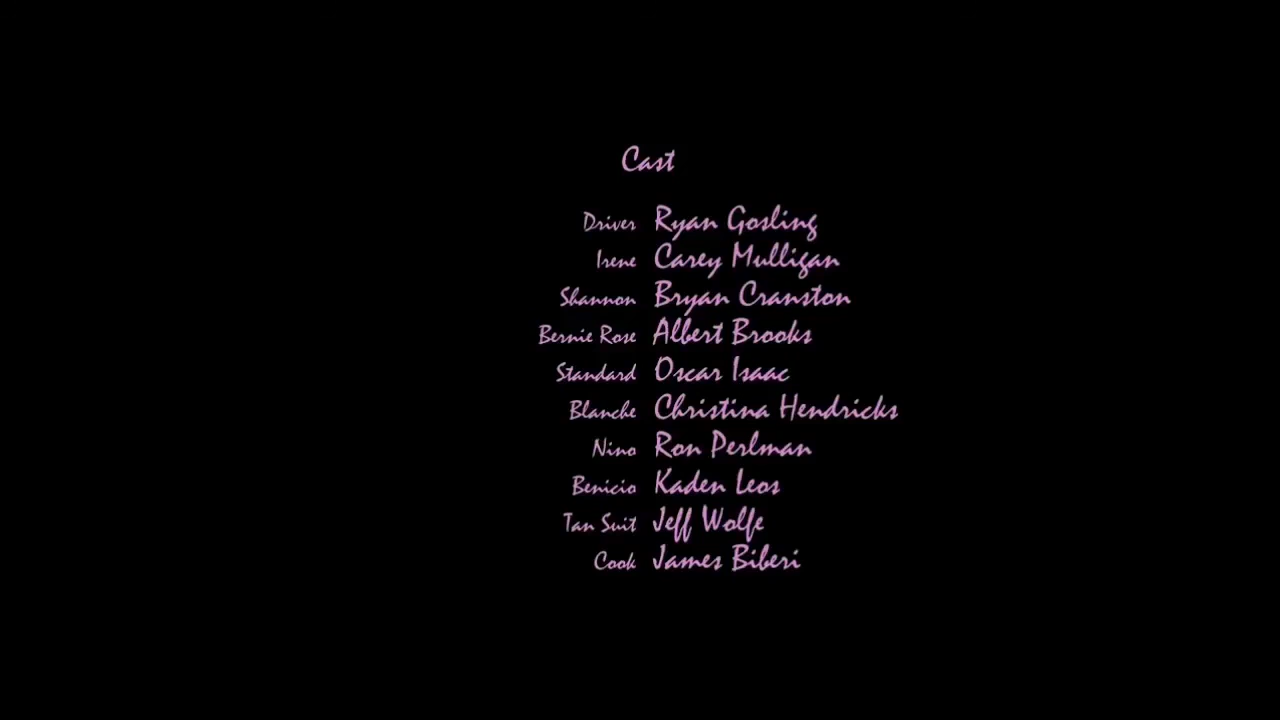 Cast
Driver Ryan Gosling
Irene Carey Mulligan
Shannon Bryan Cranston
Bernie Rose Albert Brooks
Standard Oscar Isaac
Blanche Christina Hendricks
Nino Ron Perlman
Benicio Kaden Leos
Tan Suit Jeff Wolfe
Cook James Biberi